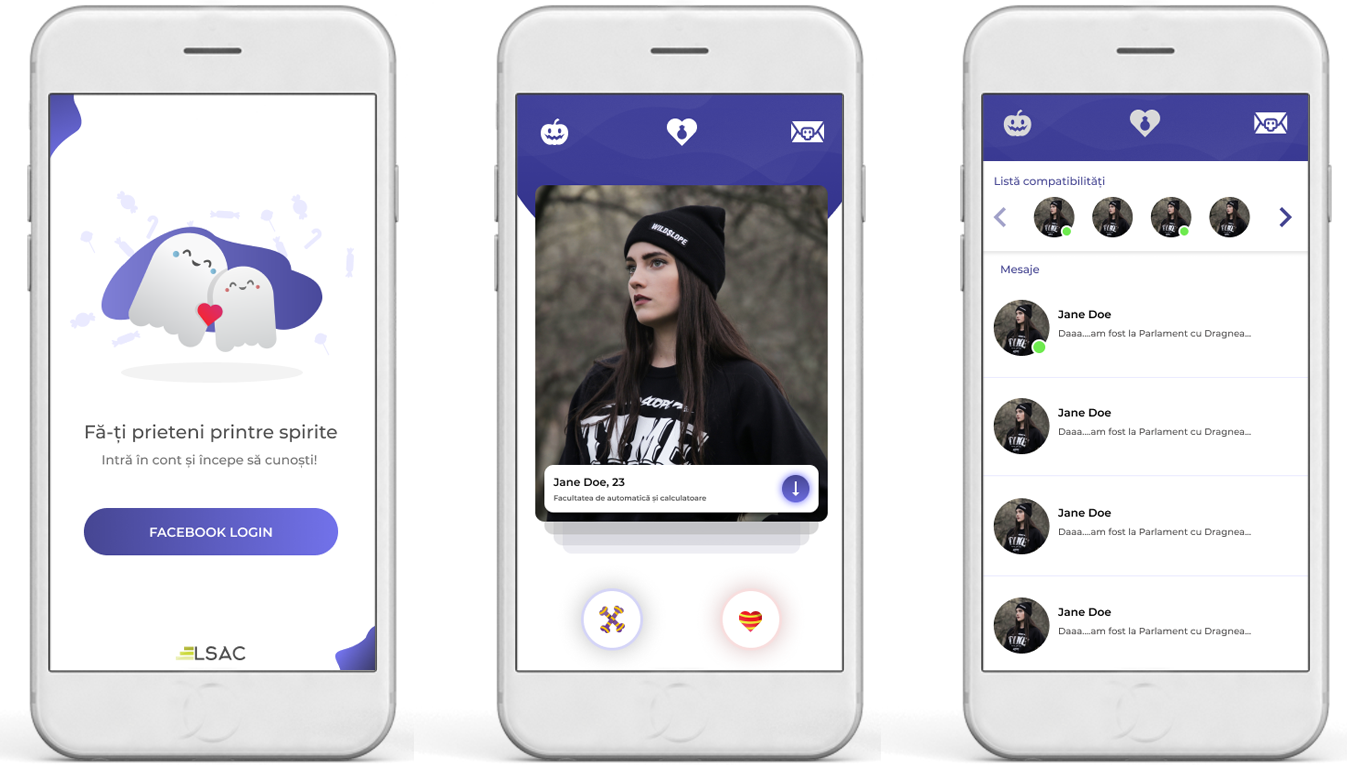 Fă-ți prieteni printre spirite
Intră în cont și începe să cunoști!
FACEBOOK LOGIN
LSAC
WILDSLOPE
Jane Doe, 23
Facultatea de automatică și calculatoare
Listă compatibilități
Mesaje
Jane Doe
Daaa....am fost la Parlament cu Dragnea...
Jane Doe
Daaa....am fost la Parlament cu Dragnea...
Jane Doe
Daaa....am fost la Parlament cu Dragnea...
Jane Doe
Daaa....am fost la Parlament cu Dragnea...